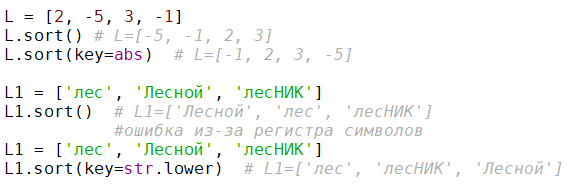 L = [2, -5, 3, -1]
L.sort() # L=[-5, -1, 2, 3]
L.sort(key=abs)  # L=[-1, 2, 3, -5]
L1 = ['лес', 'Лесной', 'лесНИК']
L1.sort()  # L1=['Лесной', 'лес', 'лесНИК']
#ошибка из-за регистра символов
L1 = ['лес', 'Лесной', 'лесНИК']
L1.sort(key=str.lower)  # L1=['лес', 'лесНИК', 'Лесной']